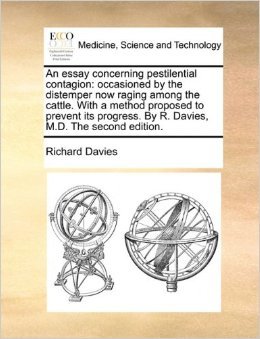 ECCO
Medicine, Science and Technology
An essay concerning pestilential
contagion: occasioned by the
distemper now raging among the
cattle. With a method proposed to
prevent its progress. By R. Davies,
M.D. The second edition.
Richard Davies